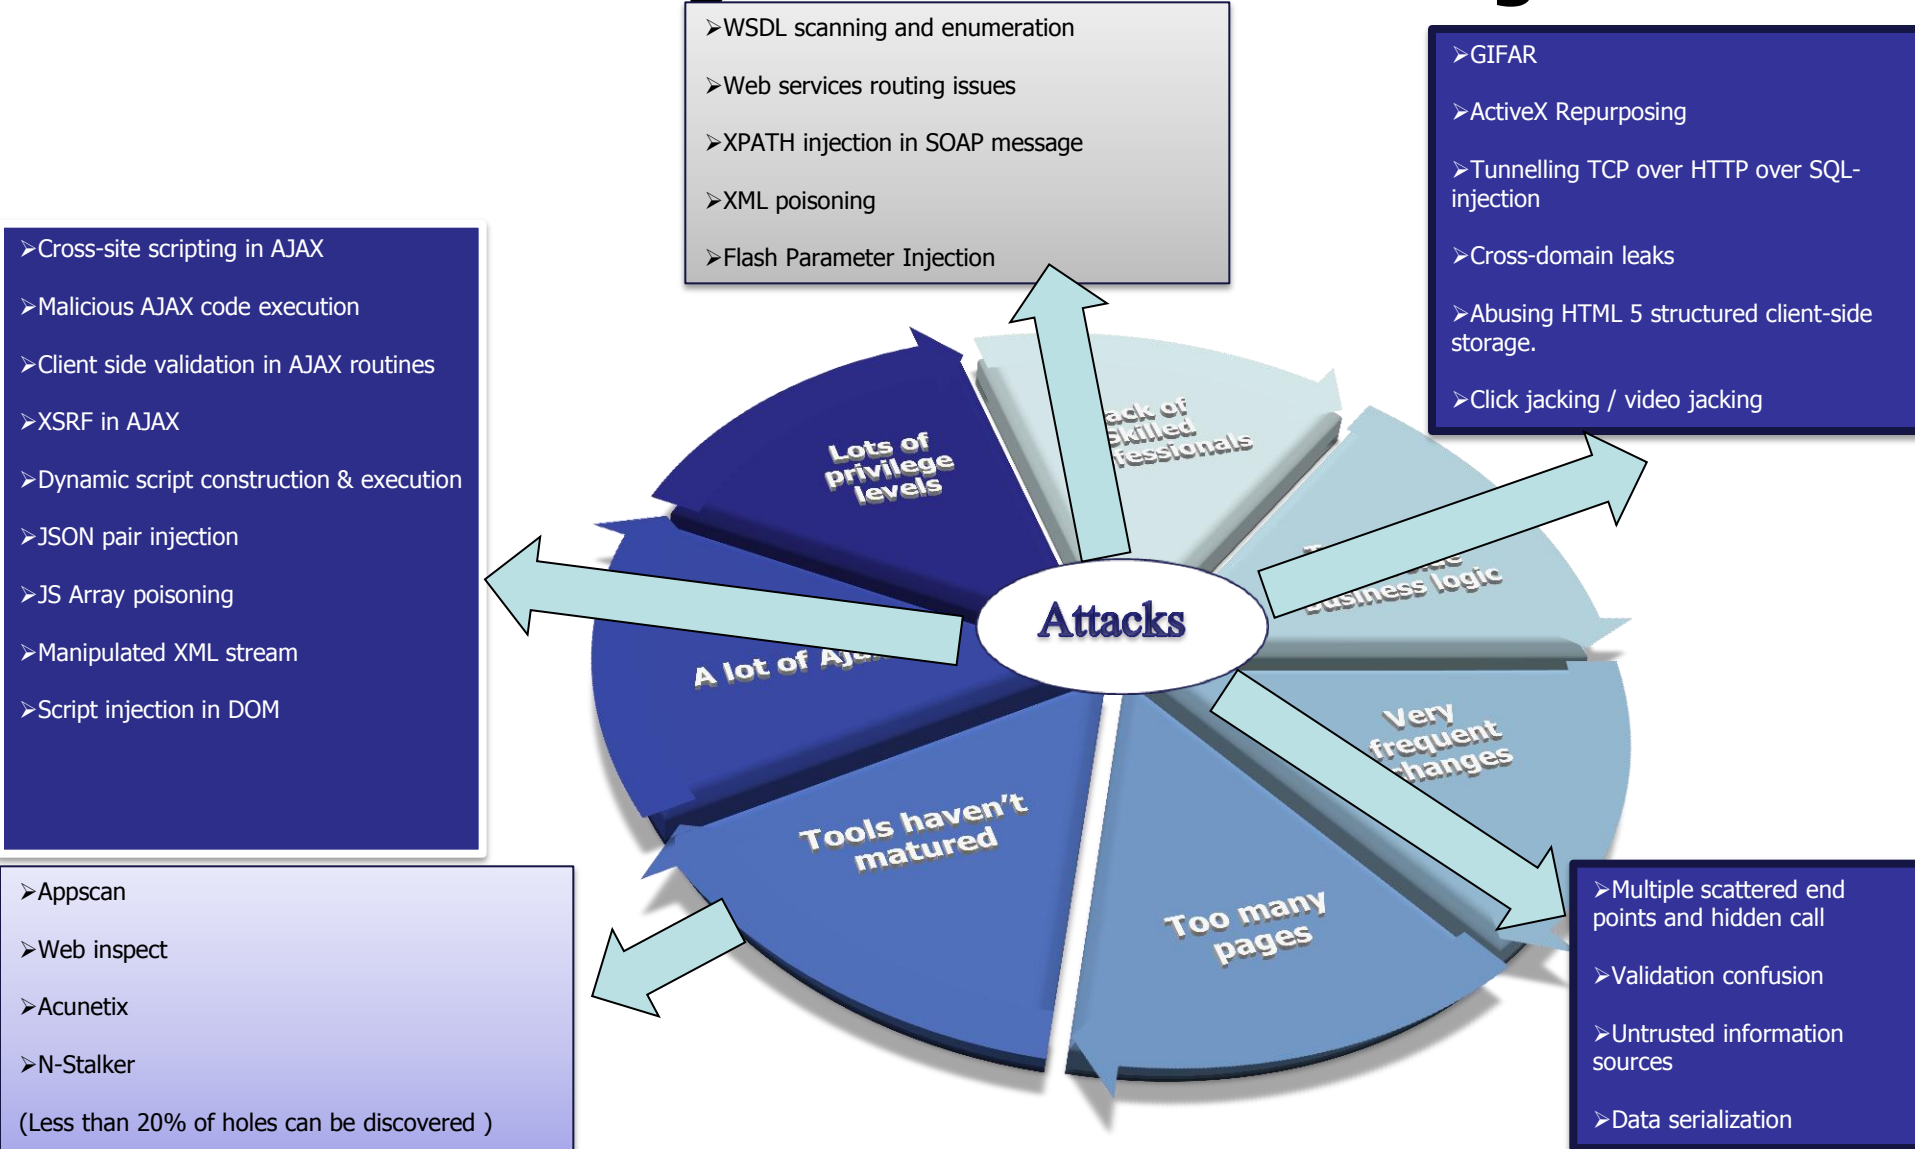 ➢WSDL scanning and enumeration
➢Web services routing issues
➢XPATH injection in SOAP message
➢XML poisoning
➢Flash Parameter Injection
➢GIFAR
➢ActiveX Repurposing
➢Tunnelling TCP over HTTP over SQL-
injection
➢Cross-domain leaks
➢Abusing HTML 5 structured client-side
storage.
➢Click jacking / video jacking
➢Cross-site scripting in AJAX
➢Malicious AJAX code execution
➢Client side validation in AJAX routines
➢XSRF in AJAX
➢Dynamic script construction & execution
➢JSON pair injection
➢JS Array poisoning
➢Manipulated XML stream
➢Script injection in DOM
Lots of
privilege
levels
of
skilled
business logic
Attacks
A lot of
Very
frequent
changes
Tools haven't
matured
Too many
pages
➢Appscan
➢Web inspect
➢Acunetix
➢N-Stalker
(Less than 20% of holes can be discovered )
➢Multiple scattered end
points and hidden call
➢Validation confusion
➢Untrusted information
sources
➢Data serialization